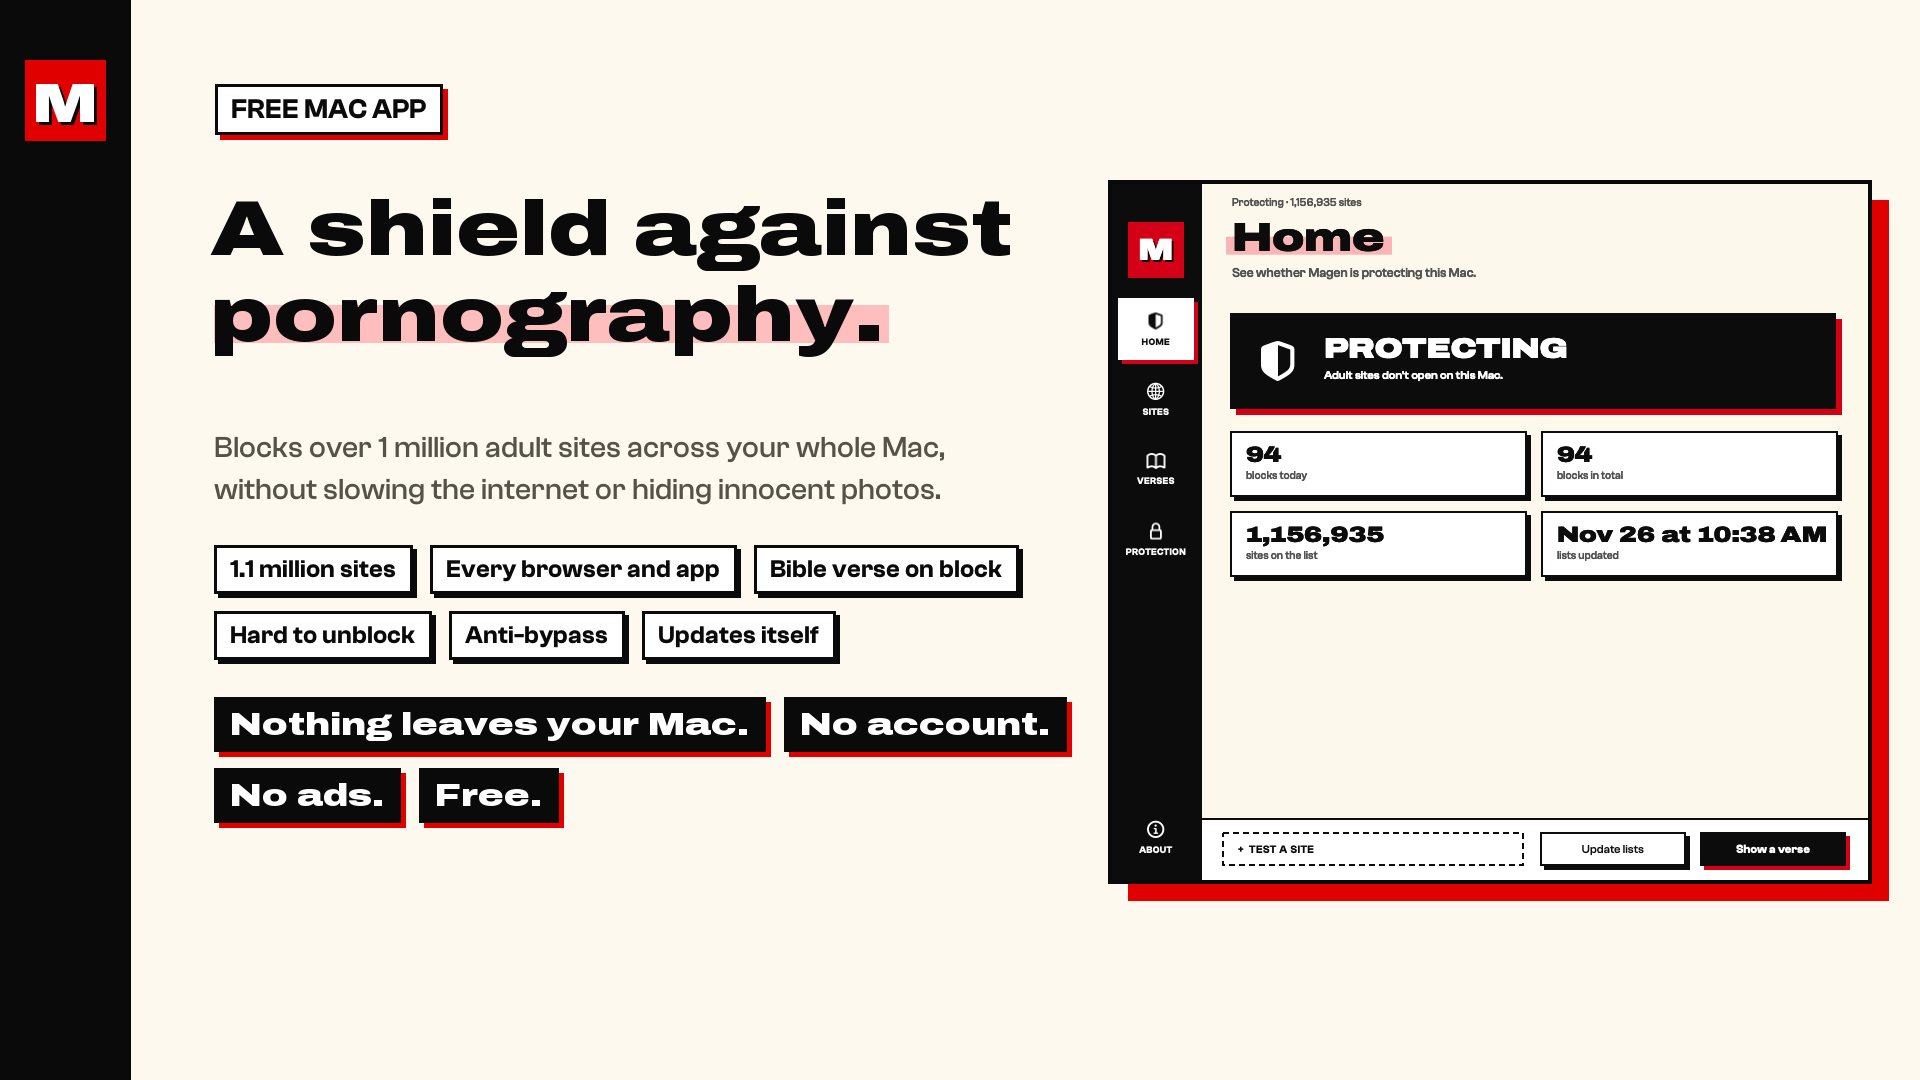 M
FREE MAC APP
A shield against
pornography.
Blocks over 1 million adult sites across your whole Mac,
without slowing the internet or hiding innocent photos.
1.1 million sites
Every browser and app
Bible verse on block
Hard to unblock
Anti-bypass
Updates itself
Nothing leaves your Mac.
No account.
No ads.
Free.
M
HOME
SITES
VERSES
PROTECTION
ABOUT
Protecting · 1,156,935 sites
Home
See whether Magen is protecting this Mac.
PROTECTING
Adult sites don't open on this Mac.
94
blocks today
94
blocks in total
1,156,935
sites on the list
Nov 26 at 10:38 AM
lists updated
+ TEST A SITE
Update lists
Show a verse